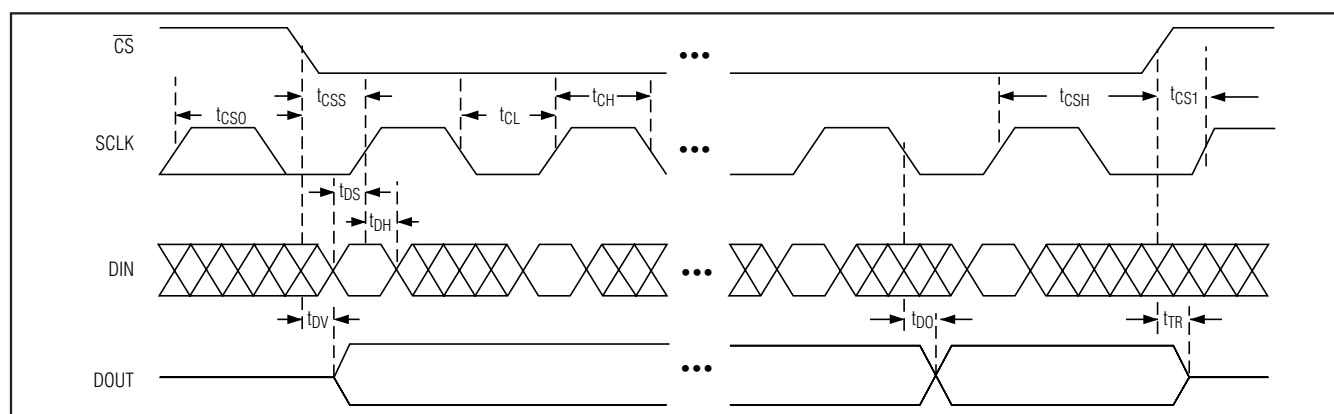 CS
•••
tCSS
tCH
tCSH
tCS1
tCSO
tCL
SCLK
•••
tDS
tDH
DIN
•••
tDV
tDO
tTR
DOUT
•••